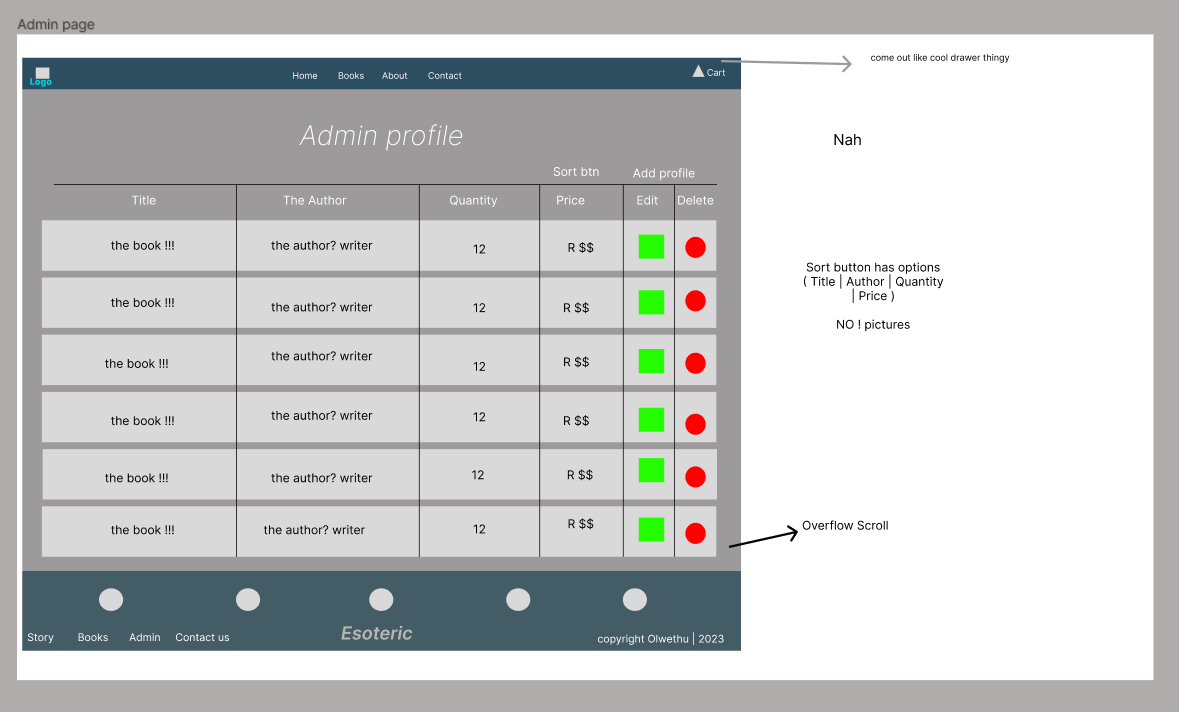 Admin page
Logo
Home Books About Contact
Cart
come out like cool drawer thingy
Admin profile
Nah
Sort btn Add profile
Title The Author Quantity Price Edit Delete
the book !!! the author? writer 12 R $$
the book !!! the author? writer 12 R $$
the book !!! the author? writer 12 R $$
the book !!! the author? writer 12 R $$
the book !!! the author? writer 12 R $$
the book !!! the author? writer 12 R $$
Sort button has options
( Title | Author | Quantity
| Price )
NO ! pictures
Overflow Scroll
Story Books Admin Contact us
Esoteric
copyright Olwethu | 2023